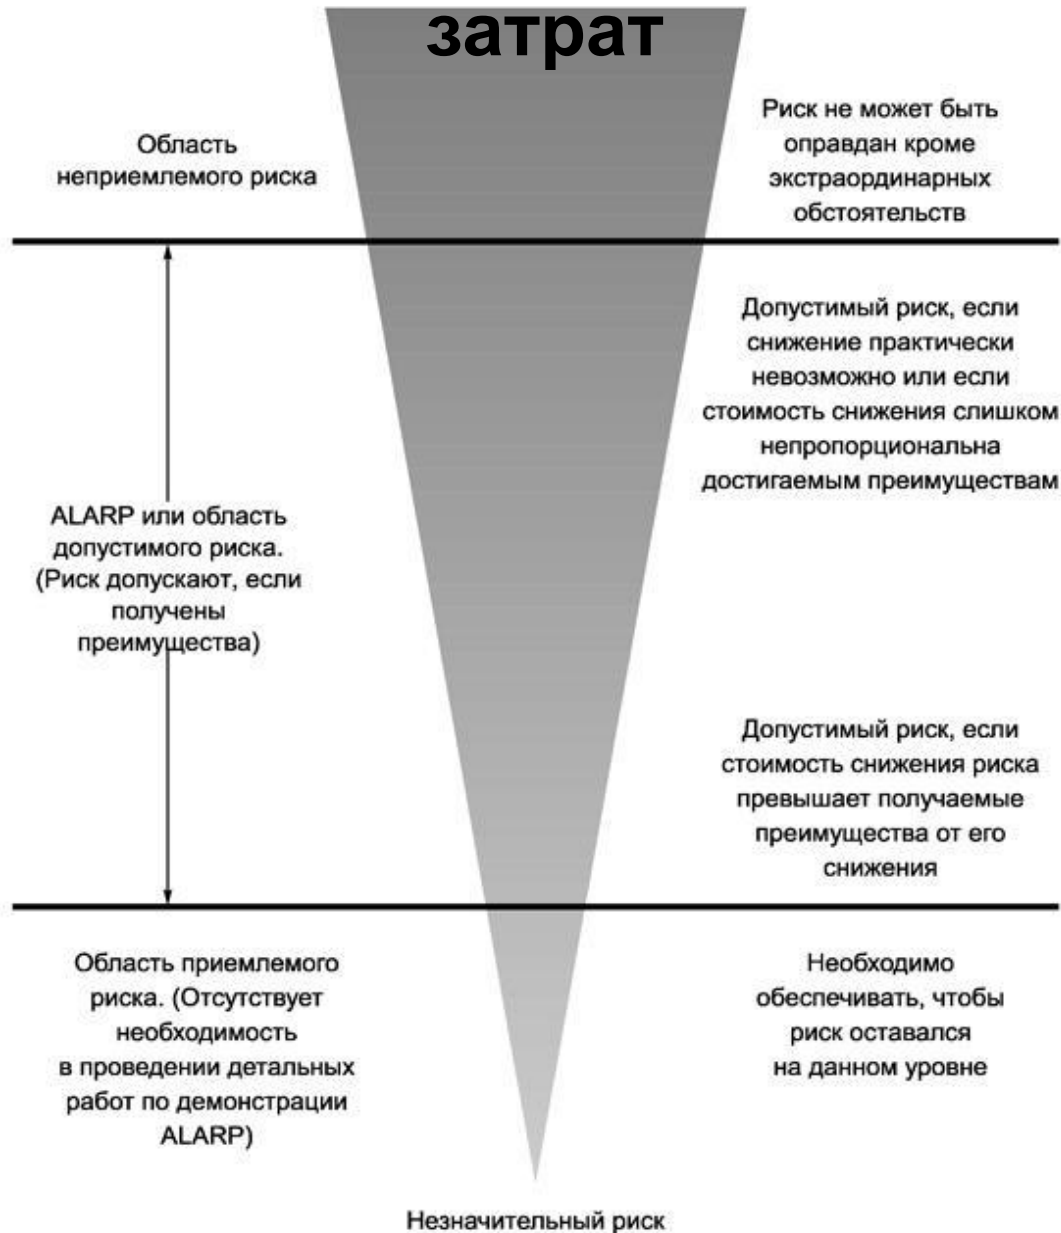 затрат
Область
неприемлемого риска
Риск не может быть
оправдан кроме
экстраординарных
обстоятельств
Допустимый риск, если
снижение практически
невозможно или если
стоимость снижения слишком
непропорциональна
достигаемым преимуществам
ALARP или область
допустимого риска.
(Риск допускают, если
получены
преимущества)
Допустимый риск, если
стоимость снижения риска
превышает получаемые
преимущества от его
снижения
Область приемлемого
риска. (Отсутствует
необходимость
в проведении детальных
работ по демонстрации
ALARP)
Необходимо
обеспечивать, чтобы
риск оставался
на данном уровне
Незначительный риск